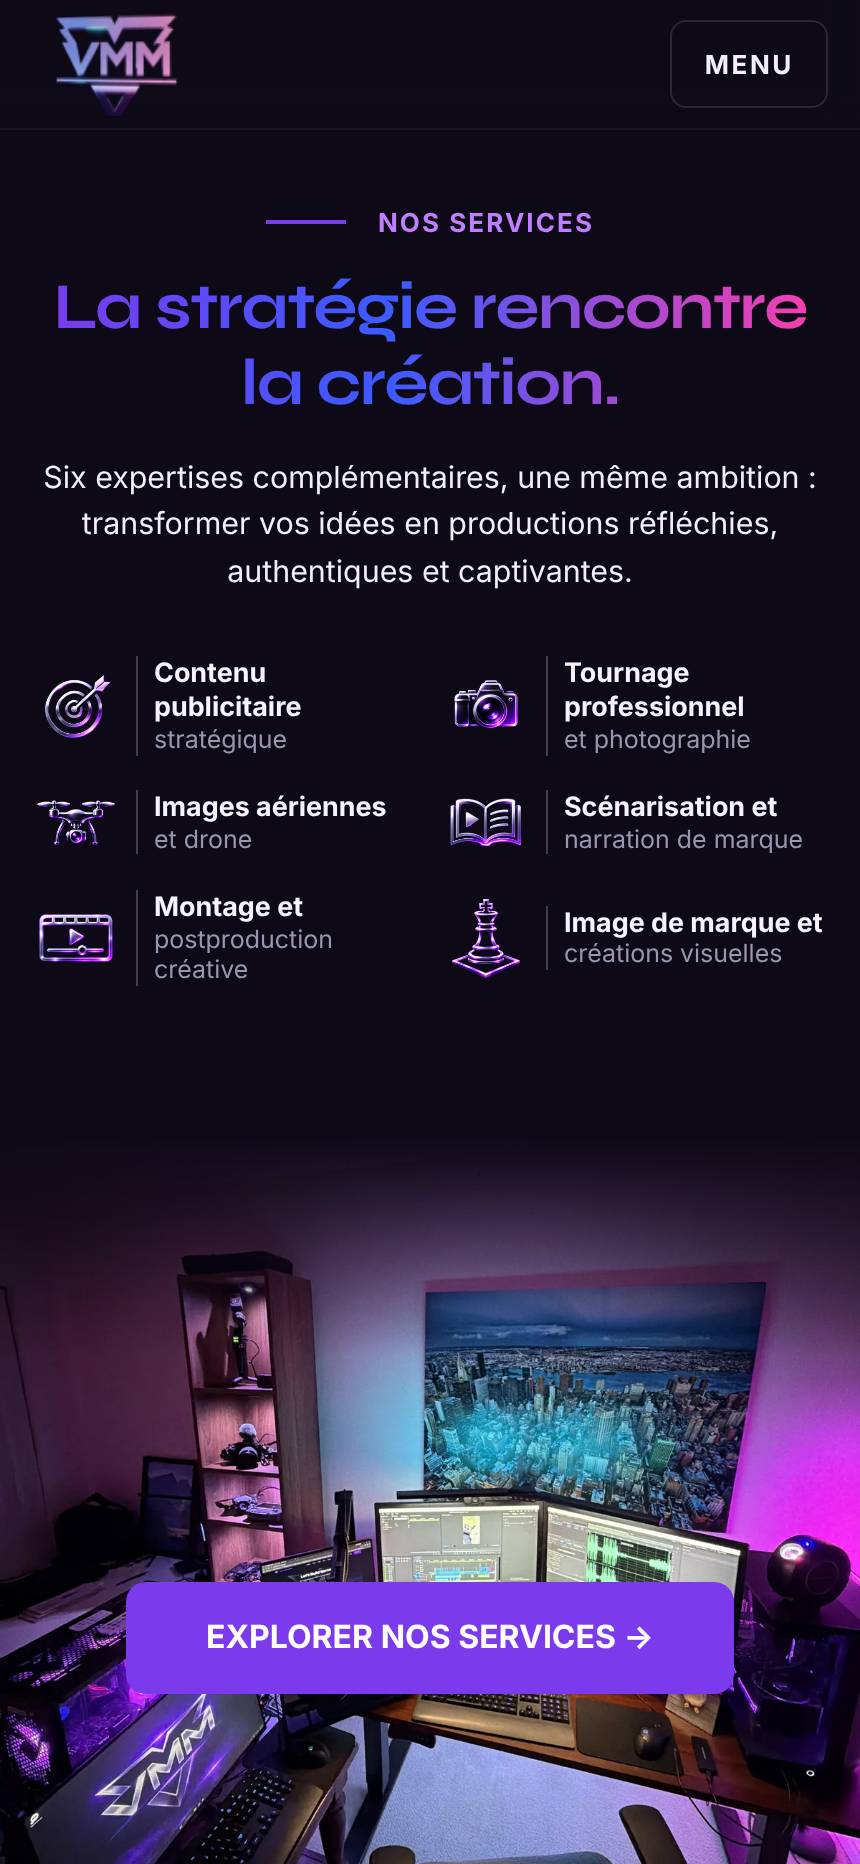 VMM
MENU
NOS SERVICES
La stratégie rencontre
la création.
Six expertises complémentaires, une même ambition :
transformer vos idées en productions réfléchies,
authentiques et captivantes.
Contenu
publicitaire
stratégique
Tournage
professionnel
et photographie
Images aériennes
et drone
Scénarisation et
narration de marque
Montage et
postproduction
créative
Image de marque et
créations visuelles
EXPLORER NOS SERVICES →
VMM